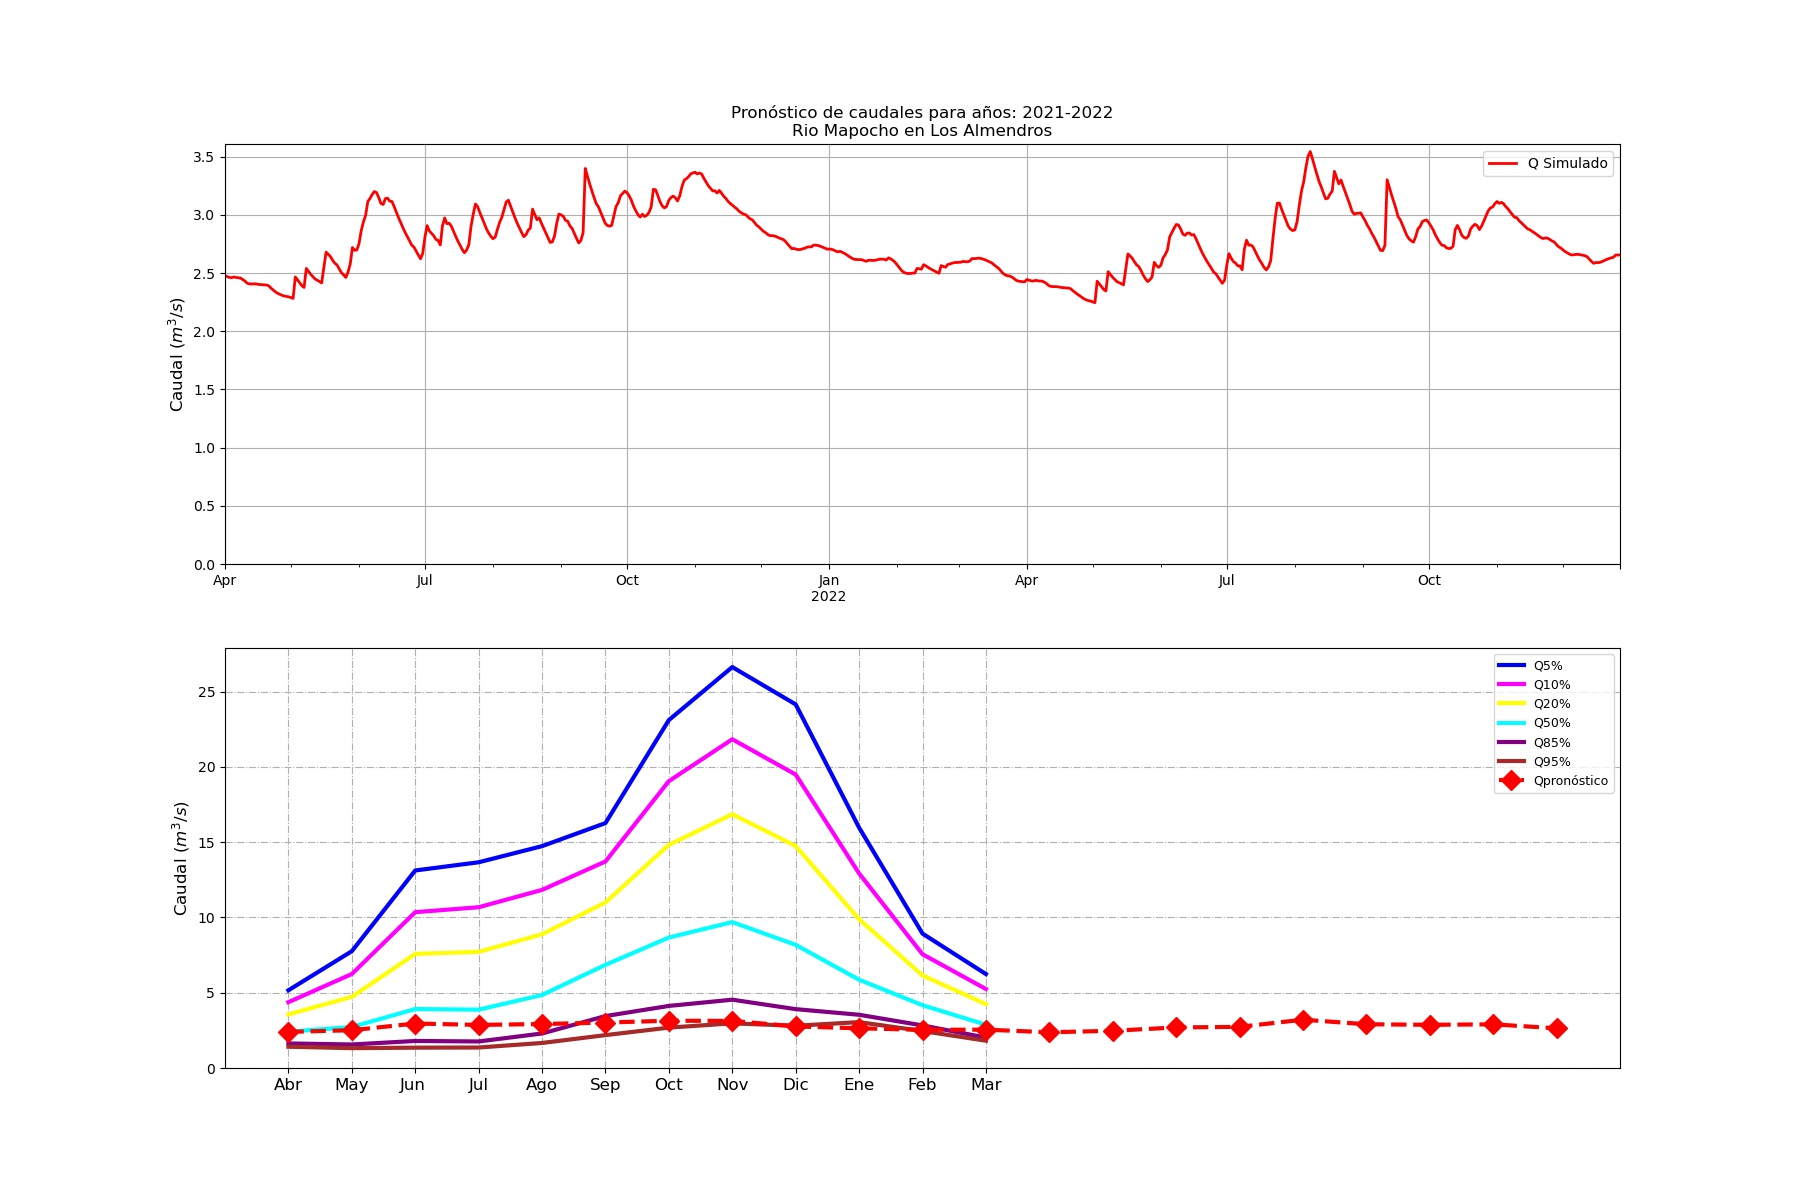 Pronóstico de caudales para años: 2021-2022
Rio Mapocho en Los Almendros
Caudal (m³/s)
3.5
3.0
2.5
2.0
1.5
1.0
0.5
0.0
Q Simulado
Apr
Jul
Oct
Jan
2022
Apr
Jul
Oct
Caudal (m³/s)
25
20
15
10
5
0
Q5%
Q10%
Q20%
Q50%
Q85%
Q95%
Qpronóstico
Abr
May
Jun
Jul
Ago
Sep
Oct
Nov
Dic
Ene
Feb
Mar